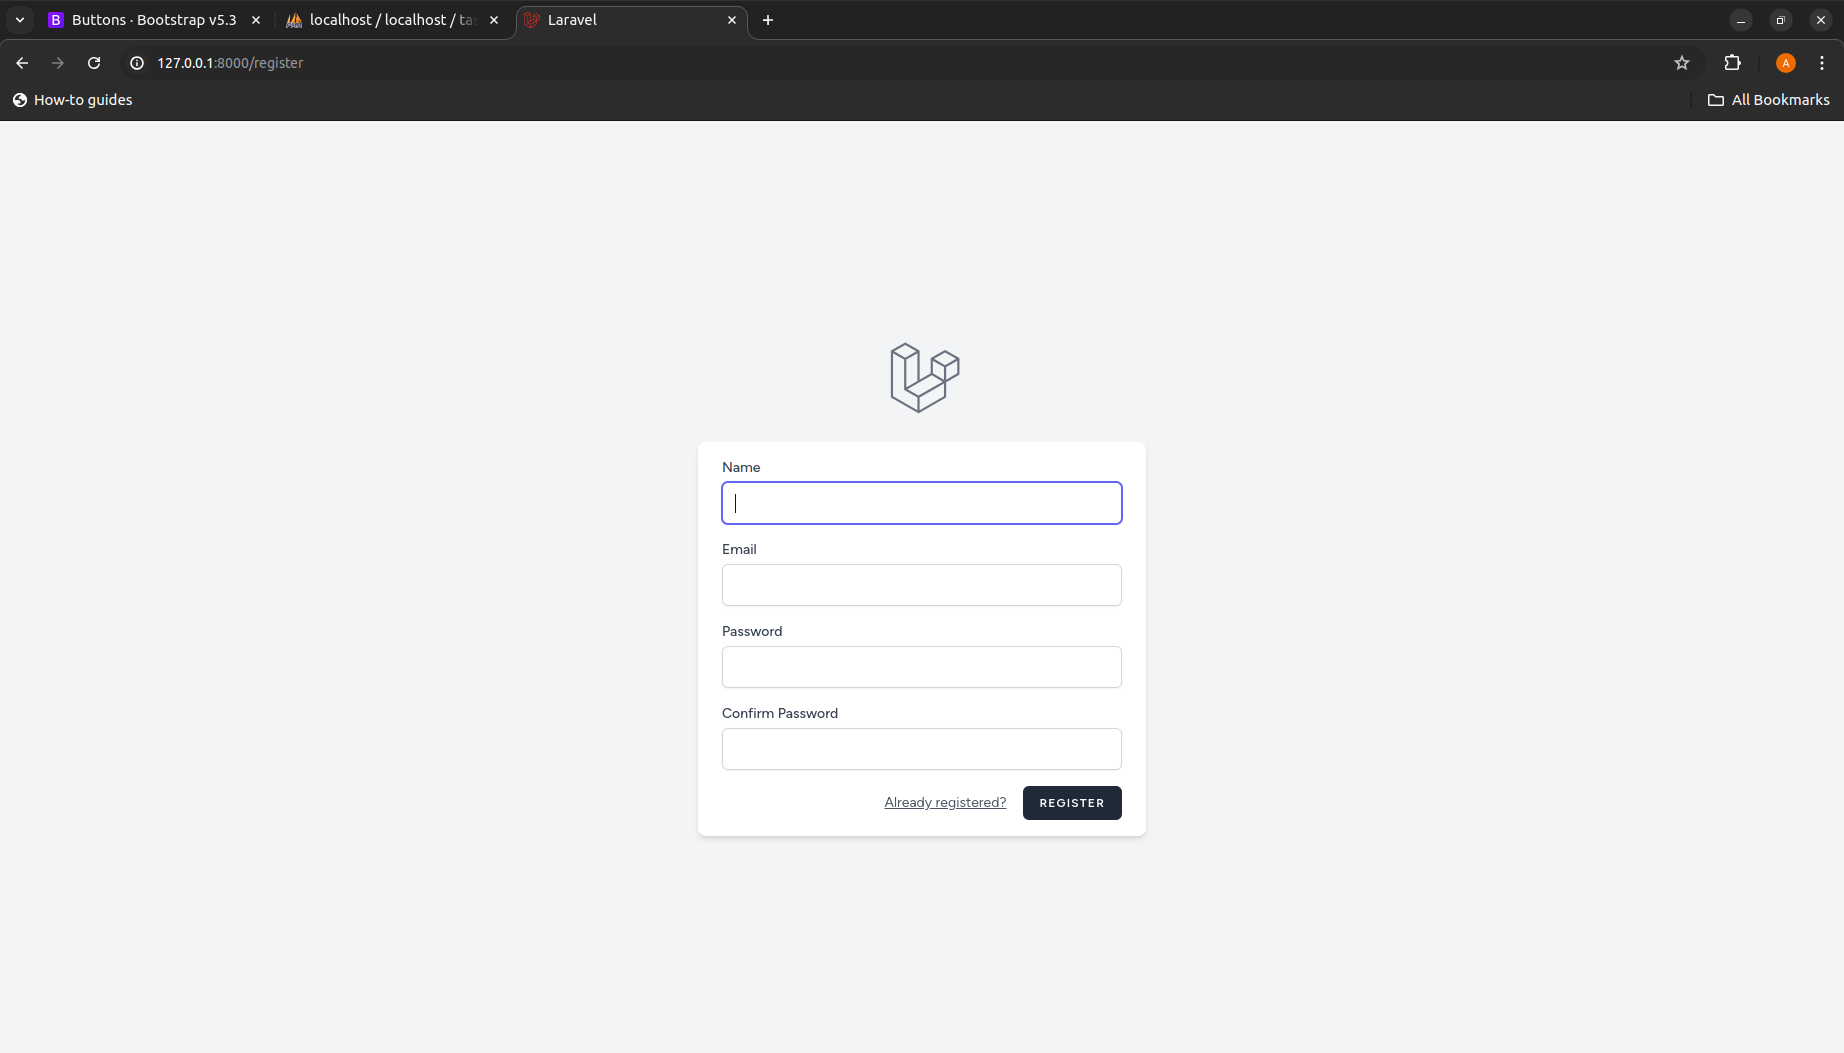 Buttons · Bootstrap v5.3
localhost / localhost / tas
Laravel
127.0.0.1:8000/register
A
How-to guides
All Bookmarks
Name
Email
Password
Confirm Password
Already registered?
REGISTER